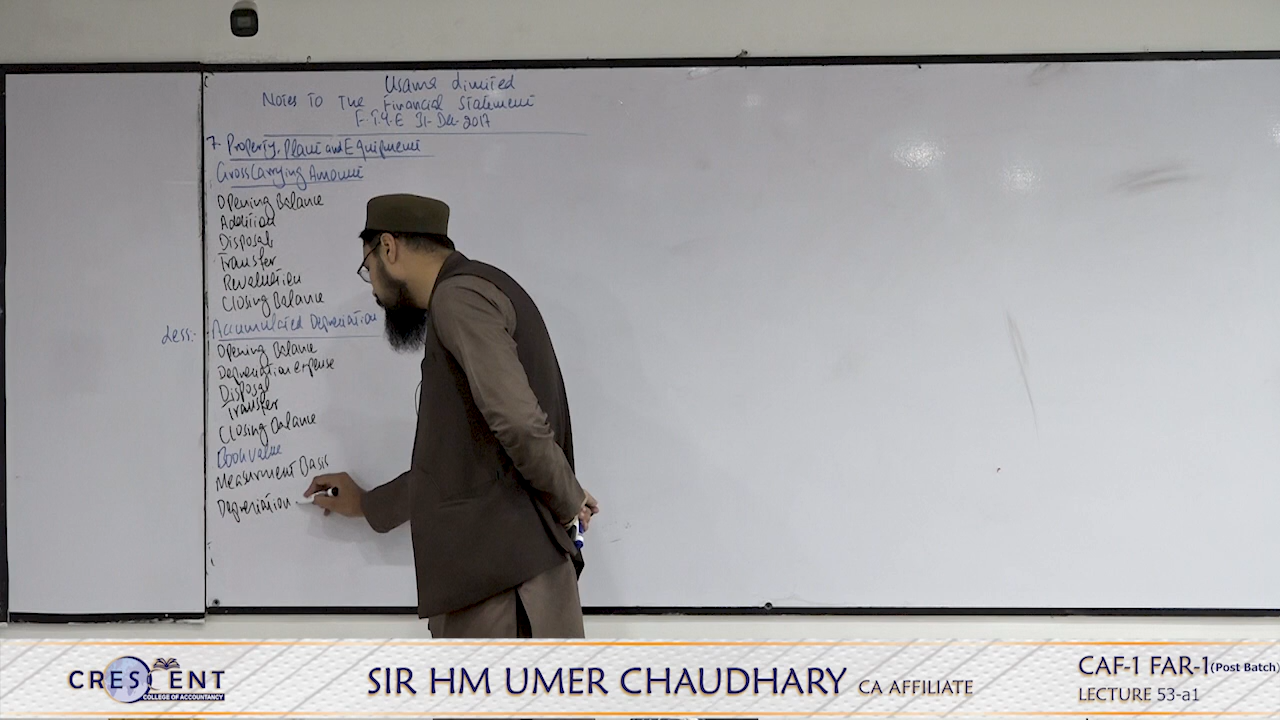 Usama Limited
Notes To The Financial Statement
F.T.Y.E 31-Dec-2017
7 Property, Plant and Equipment
Gross Carrying Amount
Opening Balance
Addition
Disposal
Transfer
Revaluation
Closing Balance
Less:- Accumulated Depreciation
Opening Balance
Depreciation expense
Disposal
Transfer
Closing Balance
Book value
Measurment Basis
Depreciation
CRESCENT
COLLEGE OF ACCOUNTANCY
SIR HM UMER CHAUDHARY CA AFFILIATE
CAF-1 FAR-1 (Post Batch)
LECTURE 53-a1